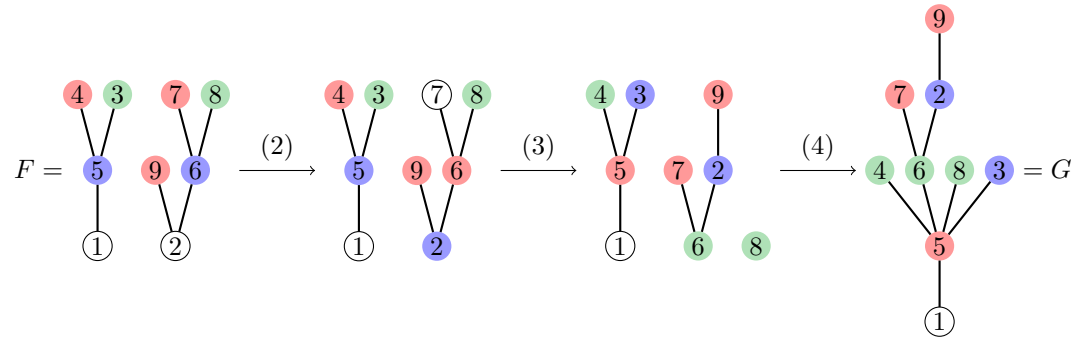 9
4 3 7 8 4 3 7 8 4 3 9 7 2
F = 5 9 6 (2) 5 9 6 (3) 5 7 2 (4) 4 6 8 3 = G
1 2 1 2 1 6 8 5
1